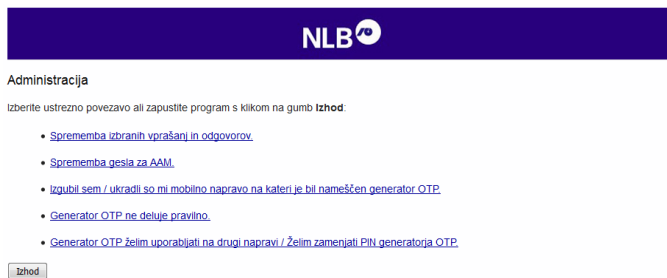 NLB
Administracija
Izberite ustrezno povezavo ali zapustite program s klikom na gumb Izhod:
• Sprememba izbranih vprašanj in odgovorov.
• Sprememba gesla za AAM.
• Izgubil sem / ukradli so mi mobilno napravo na kateri je bil nameščen generator OTP.
• Generator OTP ne deluje pravilno.
• Generator OTP želim uporabljati na drugi napravi / Želim zamenjati PIN generatorja OTP.
Izhod